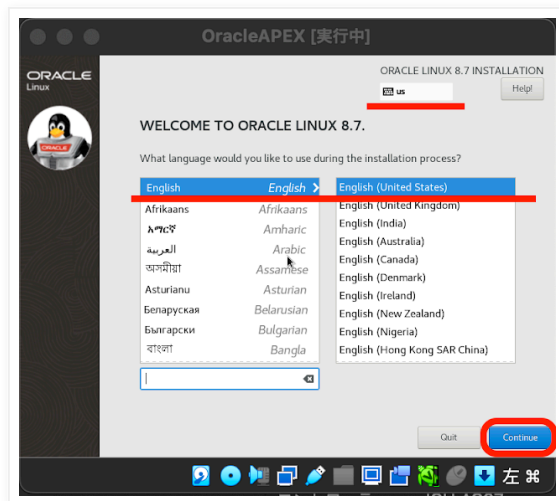 OracleAPEX [実行中]
ORACLE
Linux
ORACLE LINUX 8.7 INSTALLATION
us
Help!
ORACLE
WELCOME TO ORACLE LINUX 8.7.
What language would you like to use during the installation process?
English English English (United States)
Afrikaans Afrikaans English (United Kingdom)
አማርኛ Amharic English (India)
العربية Arabic English (Australia)
অসমীয়া Assamese English (Canada)
Asturianu Asturian English (Denmark)
Беларуская Belarusian English (Ireland)
Български Bulgarian English (New Zealand)
বাংলা Bangla English (Nigeria)
English (Hong Kong SAR China)
Quit Continue
左 ⌘